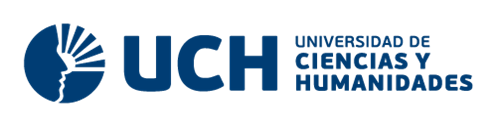 UCH
UNIVERSIDAD DE
CIENCIAS Y
HUMANIDADES